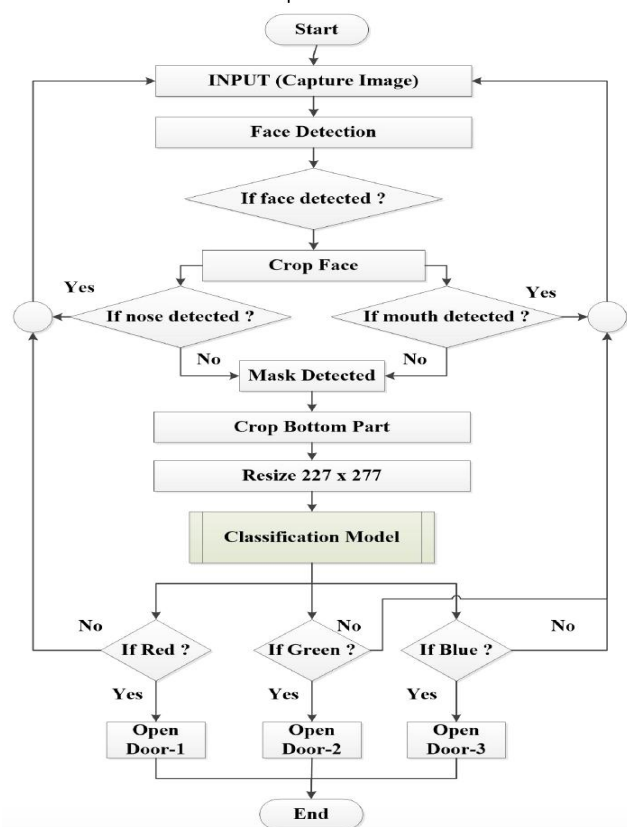 Start
INPUT (Capture Image)
Face Detection
If face detected ?
Crop Face
Yes
Yes
If nose detected ?
If mouth detected ?
No
No
Mask Detected
Crop Bottom Part
Resize 227 x 277
Classification Model
No
No
No
If Red ?
If Green ?
If Blue ?
Yes
Yes
Yes
Open
Door-1
Open
Door-2
Open
Door-3
End